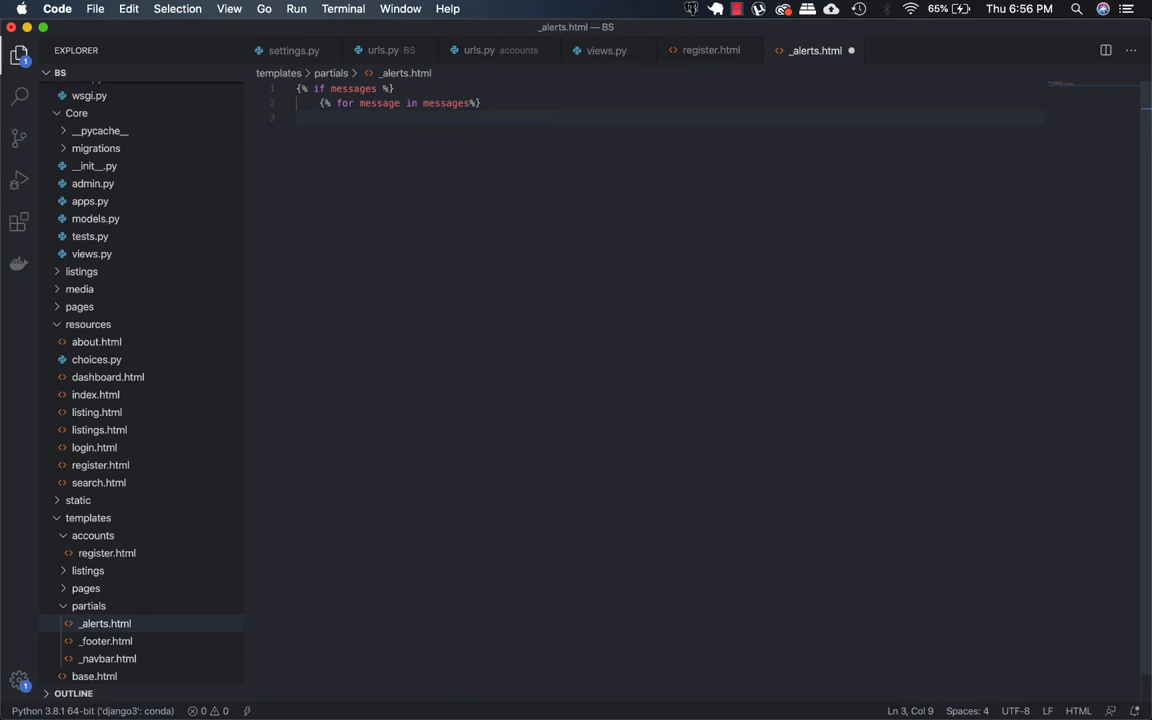 Code File Edit Selection View Go Run Terminal Window Help 65% Thu 6:56 PM
_alerts.html — BS
EXPLORER settings.py urls.py BS urls.py accounts views.py register.html _alerts.html
BS templates partials _alerts.html
wsgi.py
Core
__pycache__
migrations
__init__.py
admin.py
apps.py
models.py
tests.py
views.py
listings
media
pages
resources
about.html
choices.py
dashboard.html
index.html
listing.html
listings.html
login.html
register.html
search.html
static
templates
accounts
register.html
listings
pages
partials
_alerts.html
_footer.html
_navbar.html
base.html
OUTLINE
1 {% if messages %}
2 {% for message in messages%}
3
1
1
Python 3.8.1 64-bit ('django3': conda) 0 0 Ln 3, Col 9 Spaces: 4 UTF-8 LF HTML